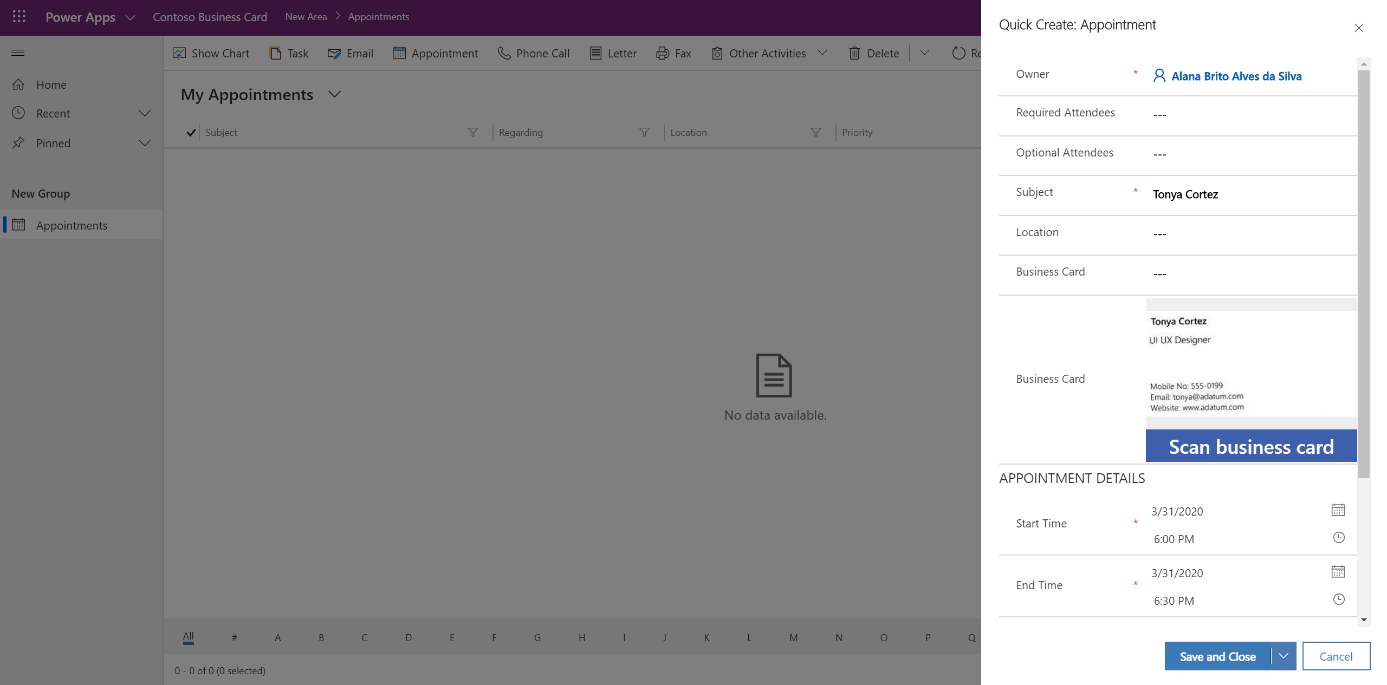 Power Apps Contoso Business Card New Area Appointments
Show Chart Task Email Appointment Phone Call Letter Fax Other Activities Delete
Home
Recent
Pinned
New Group
Appointments
My Appointments
Subject Regarding Location Priority
No data available.
All # A B C D E F G H I J K L M N O P Q
0 - 0 of 0 (0 selected)
Quick Create: Appointment
Owner * Alana Brito Alves da Silva
Required Attendees ---
Optional Attendees ---
Subject * Tonya Cortez
Location ---
Business Card ---
Business Card
Tonya Cortez
UI UX Designer
Mobile No: 555-0199
Email: tonya@adatum.com
Website: www.adatum.com
Scan business card
APPOINTMENT DETAILS
Start Time * 3/31/2020
6:00 PM
End Time * 3/31/2020
6:30 PM
Save and Close Cancel